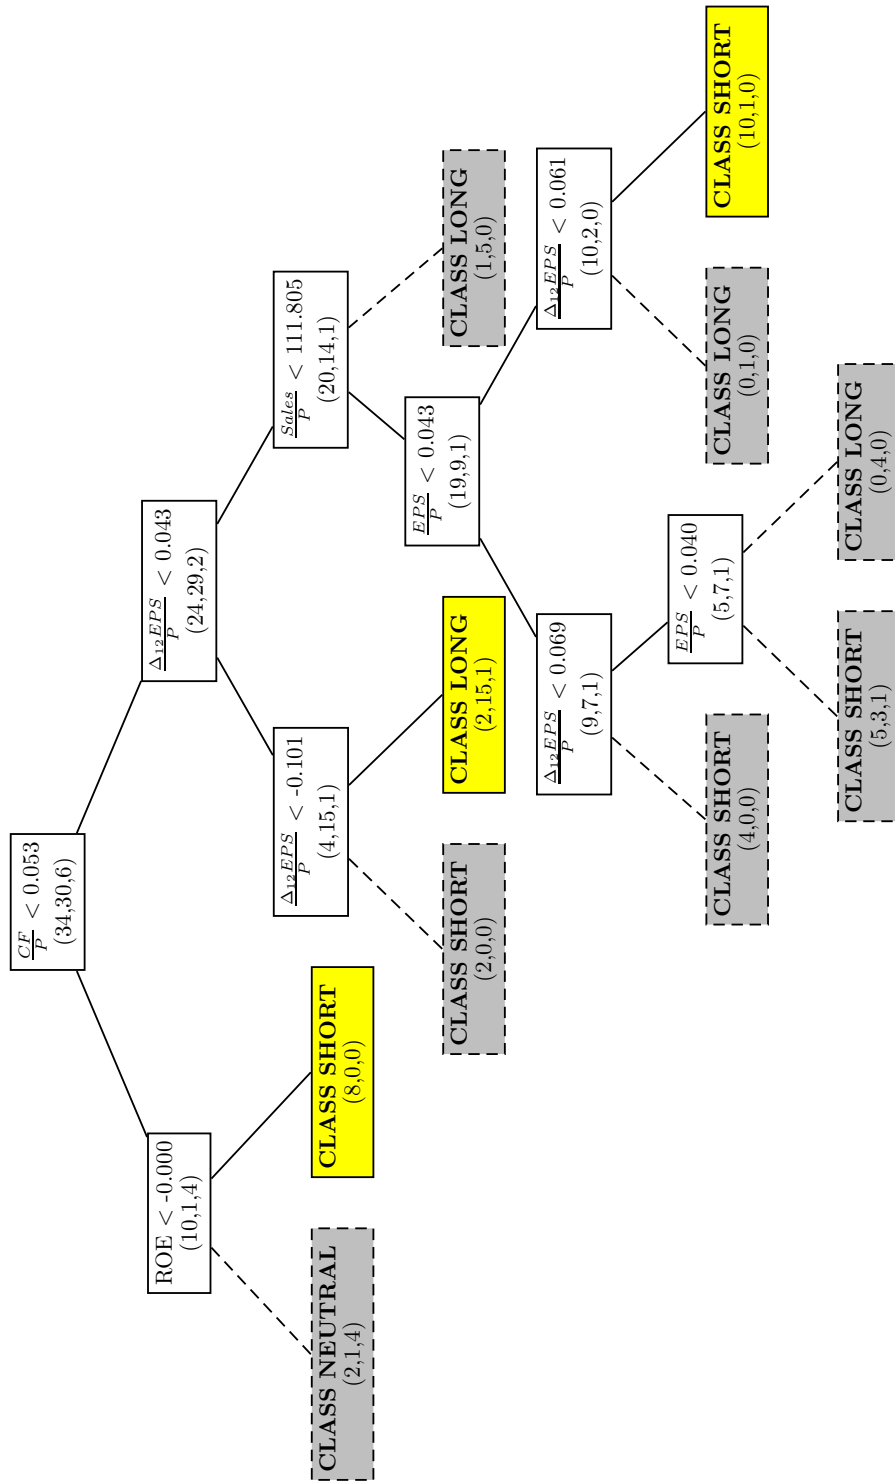 CF/P < 0.053
(34,30,6)
ROE < -0.000
(10,1,4)
Δ12EPS/P < 0.043
(24,29,2)
CLASS NEUTRAL
(2,1,4)
CLASS SHORT
(8,0,0)
Δ12EPS/P < -0.101
(4,15,1)
Sales/P < 111.805
(20,14,1)
CLASS SHORT
(2,0,0)
CLASS LONG
(2,15,1)
EPS/P < 0.043
(19,9,1)
CLASS LONG
(1,5,0)
Δ12EPS/P < 0.069
(9,7,1)
Δ12EPS/P < 0.061
(10,2,0)
CLASS SHORT
(4,0,0)
EPS/P < 0.040
(5,7,1)
CLASS LONG
(0,1,0)
CLASS SHORT
(10,1,0)
CLASS SHORT
(5,3,1)
CLASS LONG
(0,4,0)